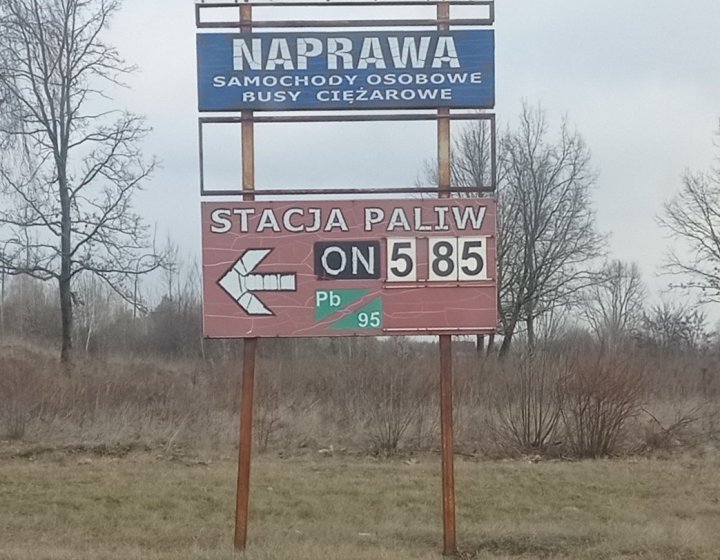 NAPRAWA
SAMOCHODY OSOBOWE
BUSY CIĘŻAROWE
STACJA PALIW
ON 5 85
Pb
95